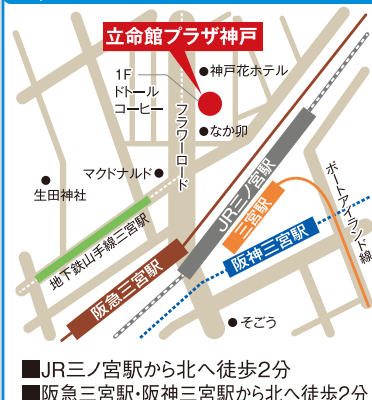 立命館プラザ神戸
1F
ドトール
コーヒー
神戸花ホテル
なか卯
フラワーロード
マクドナルド
生田神社
地下鉄山手線三宮駅
JR三ノ宮駅
三宮駅
ポートアイランド線
阪急三宮駅
阪神三宮駅
そごう
■JR三ノ宮駅から北へ徒歩2分
■阪急三宮駅・阪神三宮駅から北へ徒歩2分